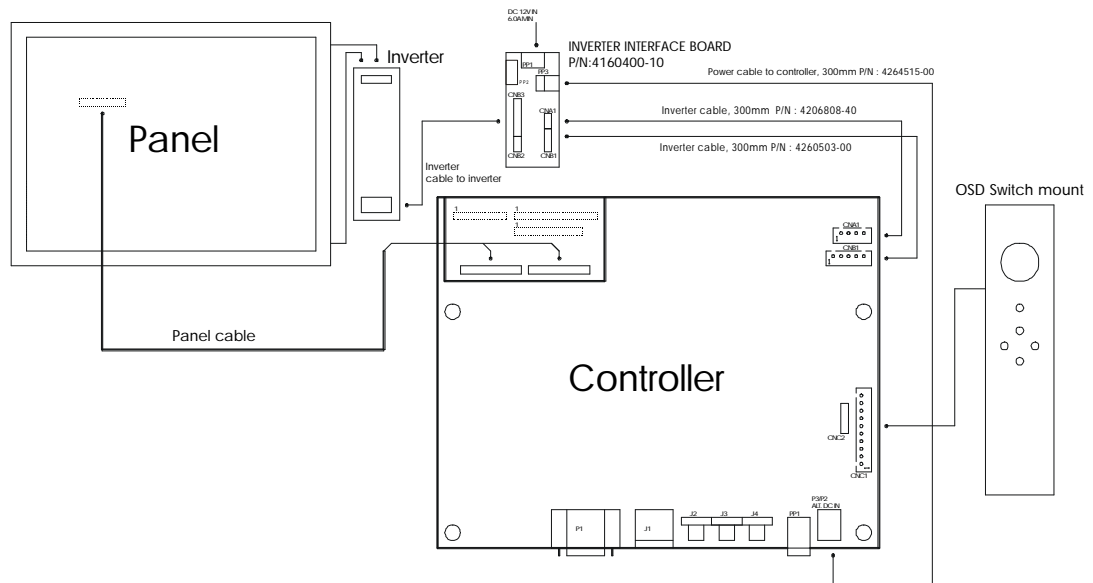 DC 12V IN
6.0A MIN
INVERTER INTERFACE BOARD
P/N:4160400-10
Inverter
PP1
PP3
PP2
Power cable to controller, 300mm P/N : 4264515-00
CNB3
CNA1
Inverter cable, 300mm P/N : 4206808-40
Panel
CNB2
CNB1
Inverter cable, 300mm P/N : 4260503-00
Inverter
cable to inverter
OSD Switch mount
1
1
1
CNA1
1
CNB1
1
Panel cable
Controller
CNC2
CNC1
P3/P2
ALT. DC IN
P1
J1
J2
J3
J4
PP1